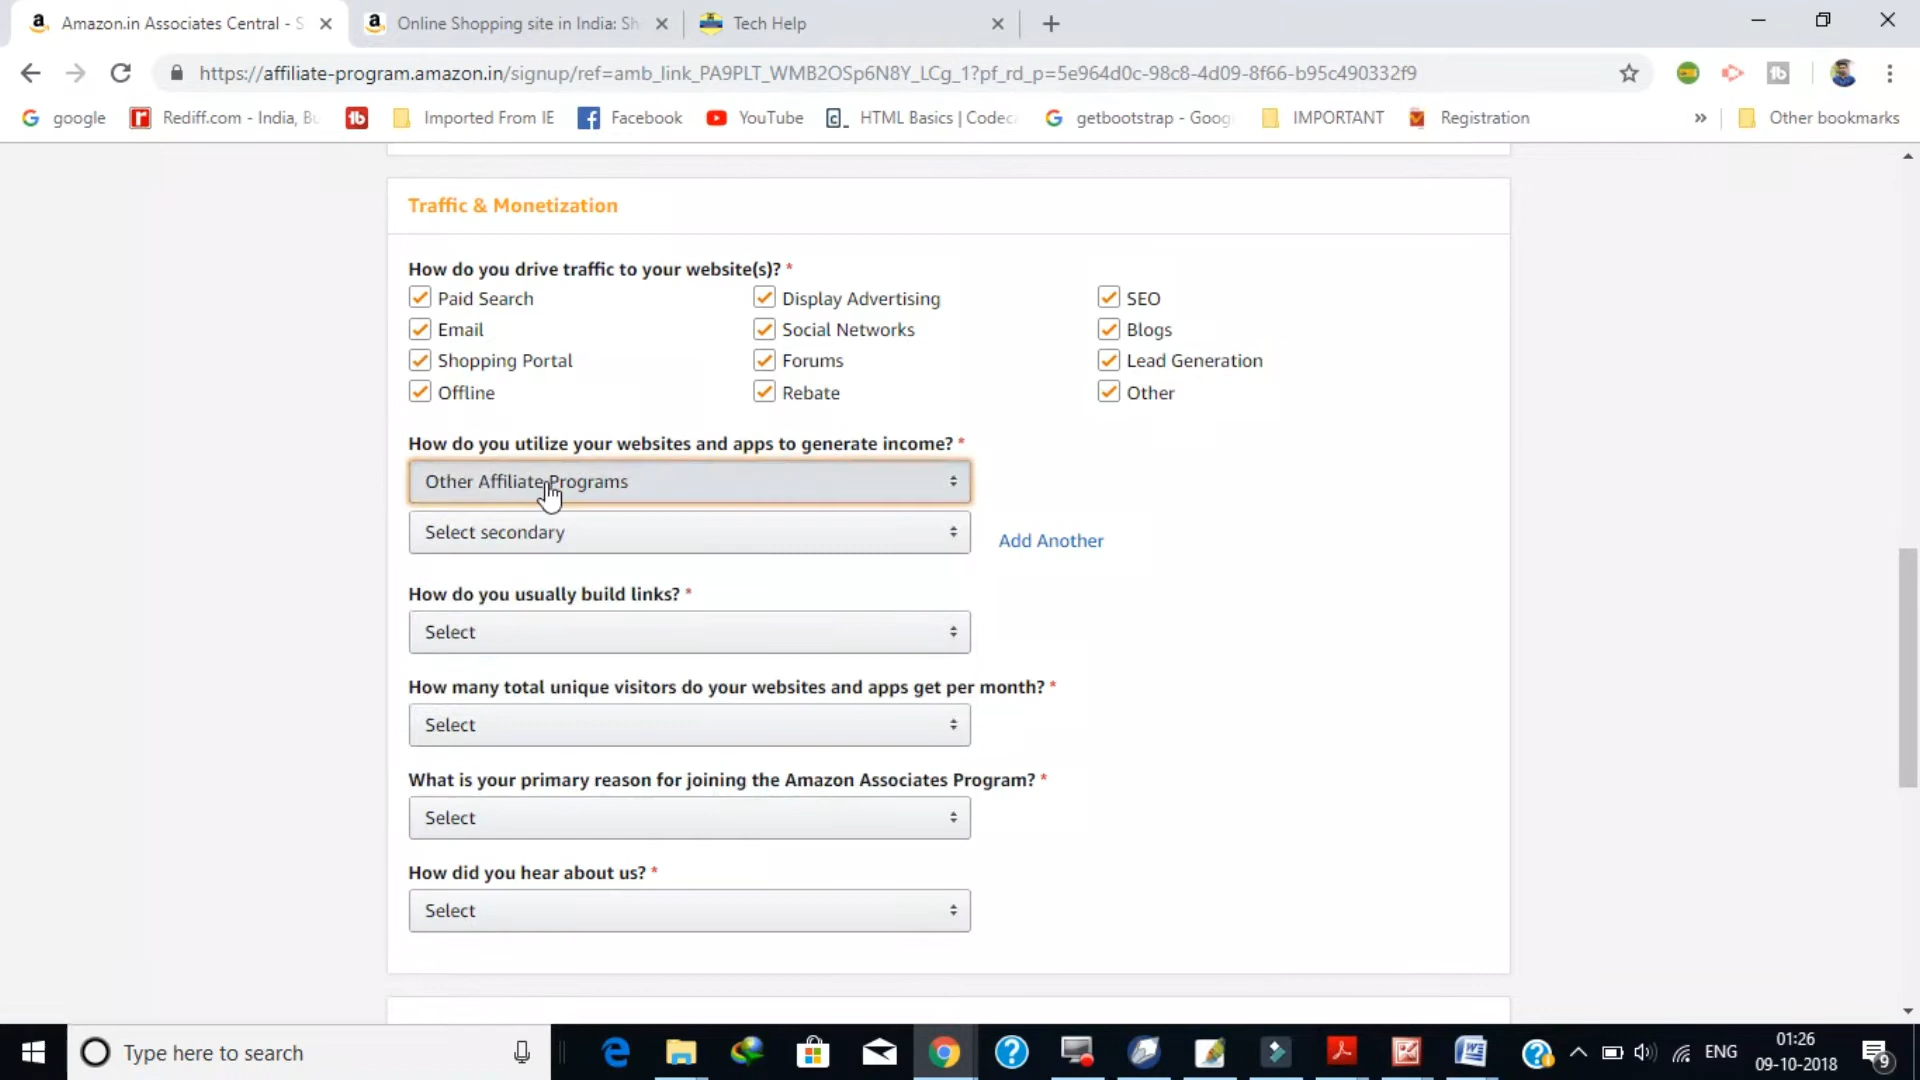 Amazon.in Associates Central - S
Online Shopping site in India: Sh
Tech Help
https://affiliate-program.amazon.in/signup/ref=amb_link_PA9PLT_WMB2OSp6N8Y_LCg_1?pf_rd_p=5e964d0c-98c8-4d09-8f66-b95c490332f9
google
Rediff.com - India, Bu
Imported From IE
Facebook
YouTube
HTML Basics | Codec
getbootstrap - Goog
IMPORTANT
Registration
Other bookmarks
Traffic & Monetization
How do you drive traffic to your website(s)? *
Paid Search
Display Advertising
SEO
Email
Social Networks
Blogs
Shopping Portal
Forums
Lead Generation
Offline
Rebate
Other
How do you utilize your websites and apps to generate income? *
Other Affiliate Programs
Select secondary
Add Another
How do you usually build links? *
Select
How many total unique visitors do your websites and apps get per month? *
Select
What is your primary reason for joining the Amazon Associates Program? *
Select
How did you hear about us? *
Select
Type here to search
ENG
01:26
09-10-2018
9